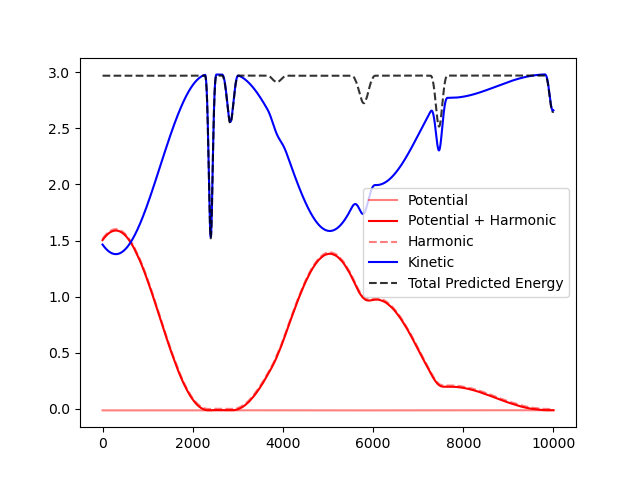 3.0
2.5
2.0
1.5
1.0
0.5
0.0
Potential
Potential + Harmonic
Harmonic
Kinetic
Total Predicted Energy
0 2000 4000 6000 8000 10000